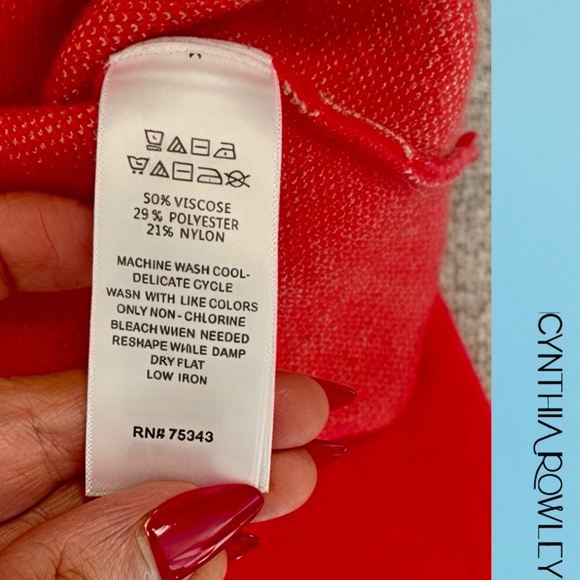 50% VISCOSE
29% POLYESTER
21% NYLON
MACHINE WASH COOL-
DELICATE CYCLE
WASH WITH LIKE COLORS
ONLY NON-CHLORINE
BLEACH WHEN NEEDED
RESHAPE WHILE DAMP
DRY FLAT
LOW IRON
RN# 75343
CYNTHIA ROWLEY